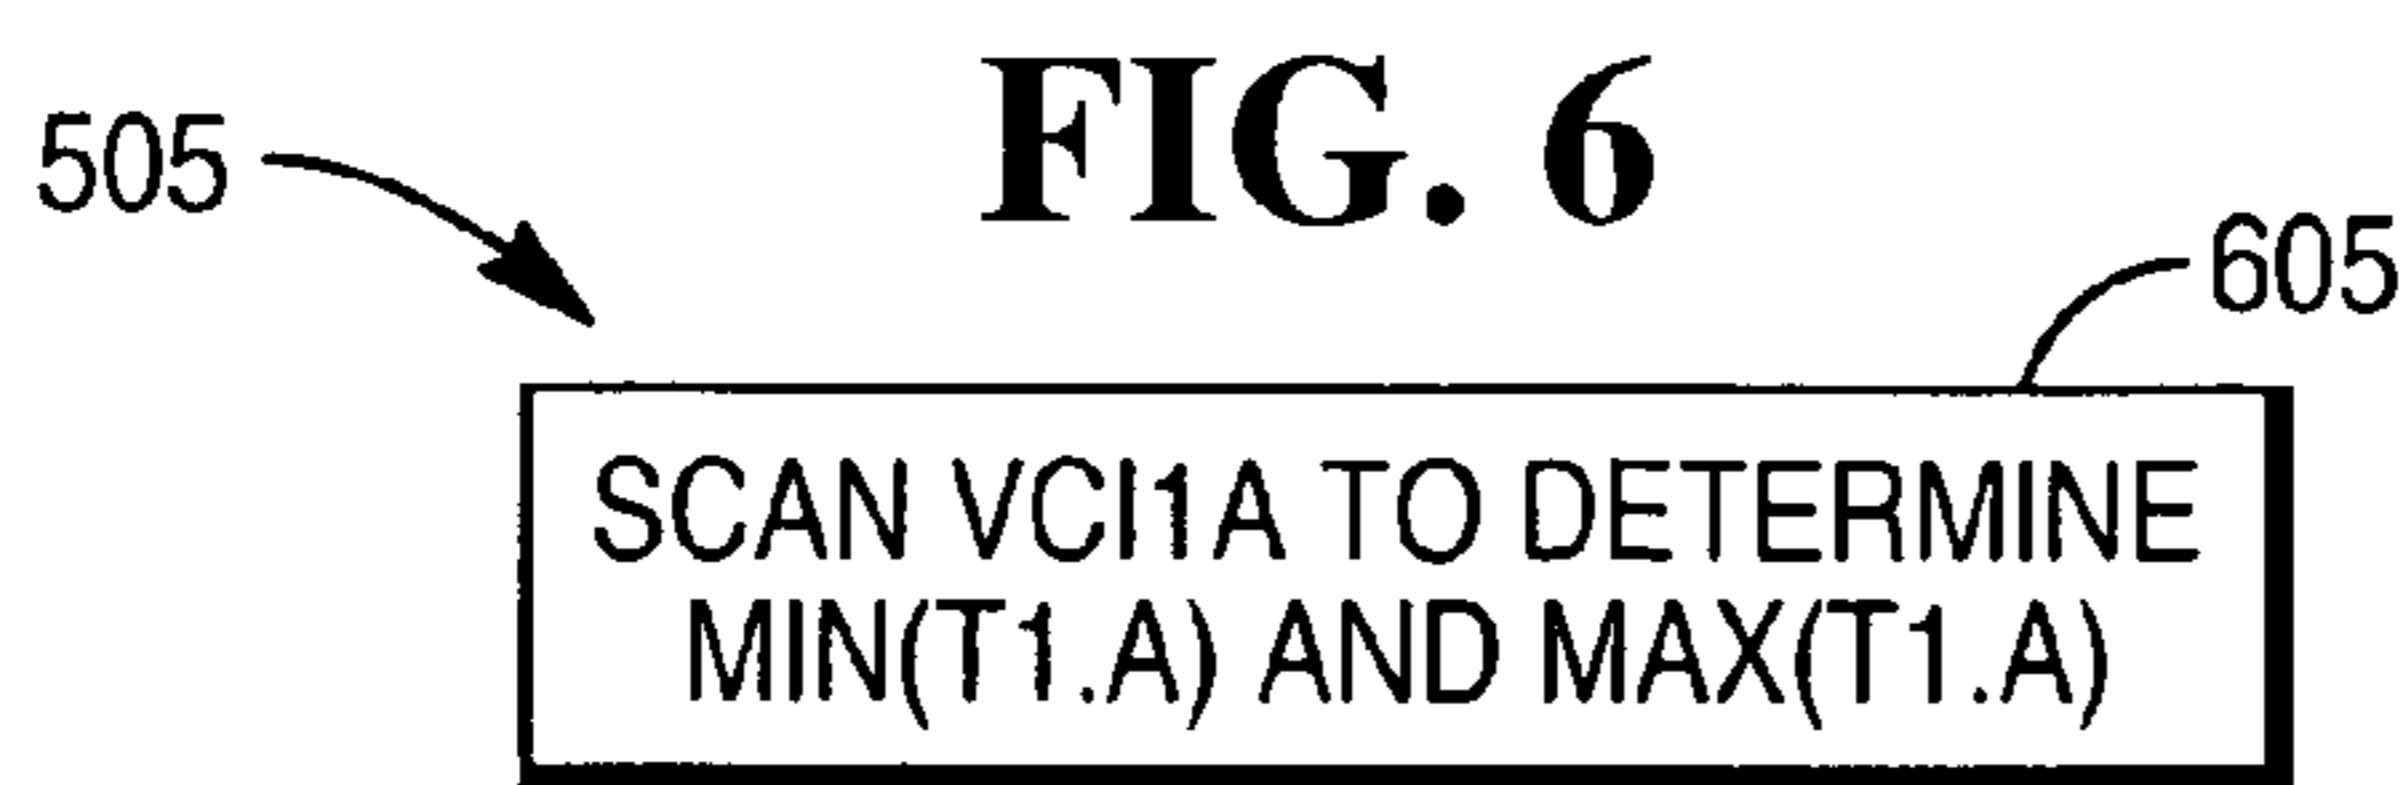 FIG. 6
505
605
SCAN VCI1A TO DETERMINE
MIN(T1.A) AND MAX(T1.A)